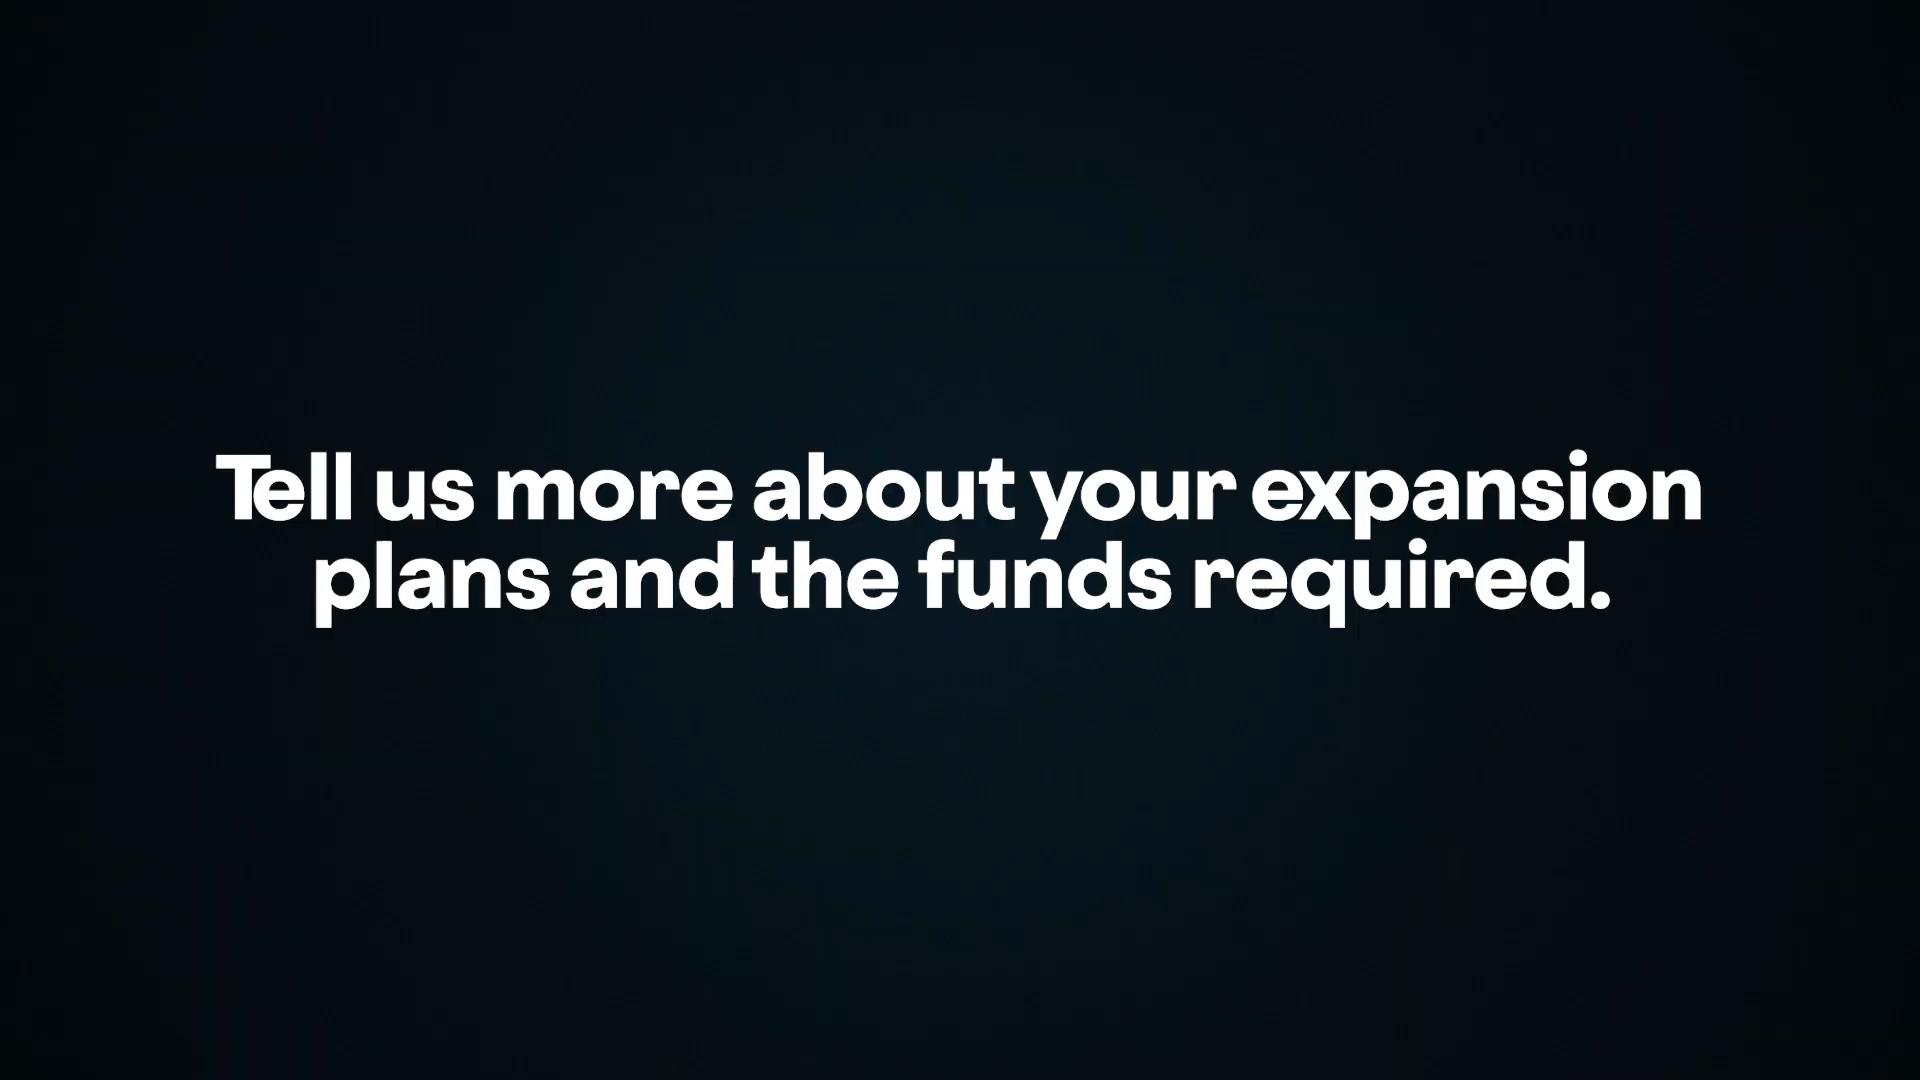 Tell us more about your expansion
plans and the funds required.